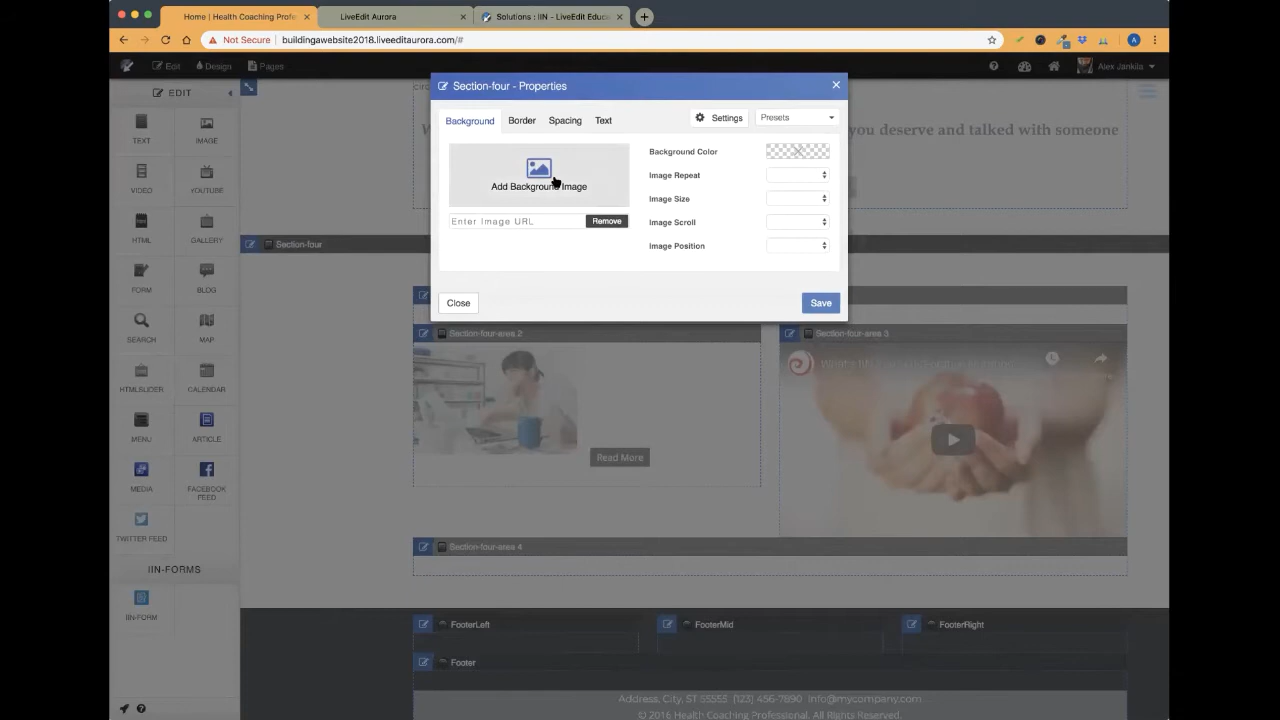 Home | Health Coaching Profes
LiveEdit Aurora
Solutions : IIN - LiveEdit Educa
Not Secure
buildingawebsite2018.liveeditaurora.com/#
Edit
Design
Pages
Alex Jankila
EDIT
TEXT
IMAGE
VIDEO
YOUTUBE
HTML
GALLERY
FORM
BLOG
SEARCH
MAP
HTMLSLIDER
CALENDAR
MENU
ARTICLE
MEDIA
FACEBOOK
FEED
TWITTER FEED
IIN-FORMS
IIN-FORM
you deserve and talked with someone
Section-four - Properties
Background
Border
Spacing
Text
Settings
Presets
Add Background Image
Enter Image URL
Remove
Background Color
Image Repeat
Image Size
Image Scroll
Image Position
Close
Save
Section-four
Section-four-area 2
Section-four-area 3
Read More
Section-four-area 4
FooterLeft
FooterMid
FooterRight
Footer
Address, City, ST 55555 (123) 456-7890 info@mycompany.com
© 2016 Health Coaching Professional. All Rights Reserved.